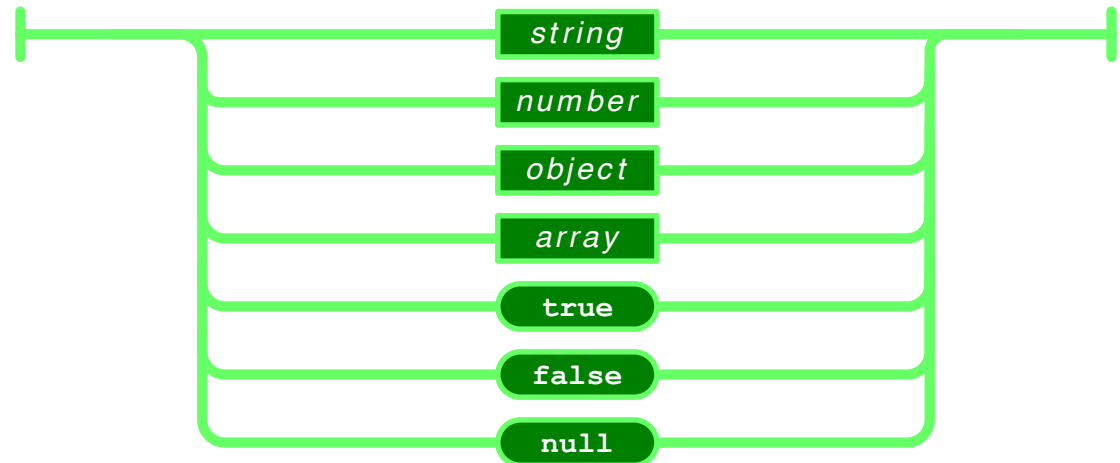 string
number
object
array
true
false
null